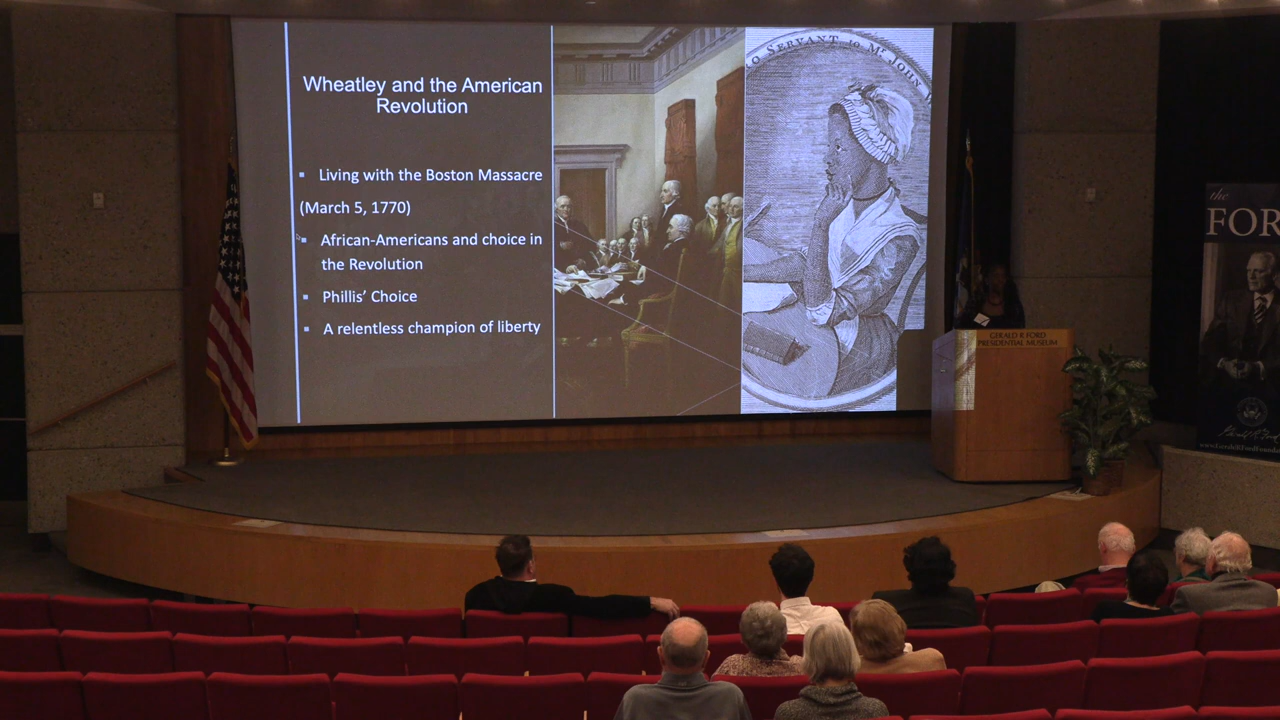 Wheatley and the American
Revolution
▪ Living with the Boston Massacre
(March 5, 1770)
▪ African-Americans and choice in
the Revolution
▪ Phillis' Choice
▪ A relentless champion of liberty
O SERVANT to Mr. JOHN
GERALD R FORD
PRESIDENTIAL MUSEUM
the
FOR